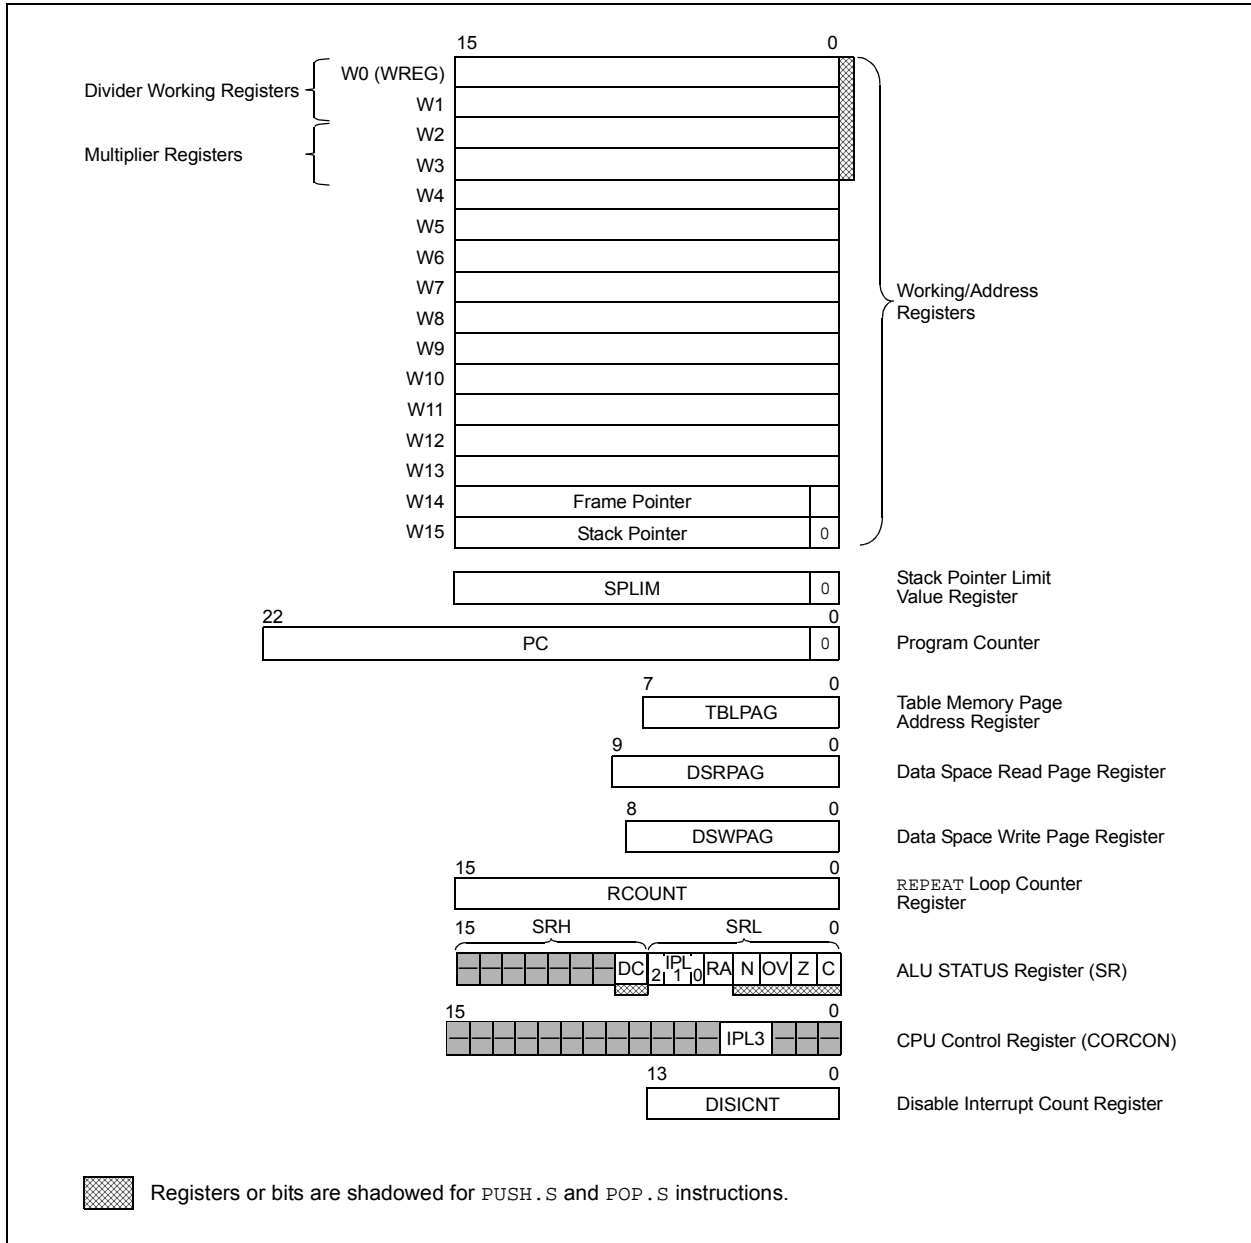 15 0
W0 (WREG)
Divider Working Registers
W1
W2
Multiplier Registers
W3
W4
W5
W6
W7
Working/Address
Registers
W8
W9
W10
W11
W12
W13
W14 Frame Pointer
W15 Stack Pointer 0
SPLIM 0
Stack Pointer Limit
Value Register
22 0
PC 0 Program Counter
7 0
TBLPAG
Table Memory Page
Address Register
9 0
DSRPAG Data Space Read Page Register
8 0
DSWPAG Data Space Write Page Register
15 0
RCOUNT
REPEAT Loop Counter
Register
15 SRH SRL 0
— — — — — — — DC IPL 2 1 0 RA N OV Z C ALU STATUS Register (SR)
15 0
— — — — — — — — — — — — IPL3 — — — CPU Control Register (CORCON)
13 0
DISICNT Disable Interrupt Count Register
Registers or bits are shadowed for PUSH.S and POP.S instructions.